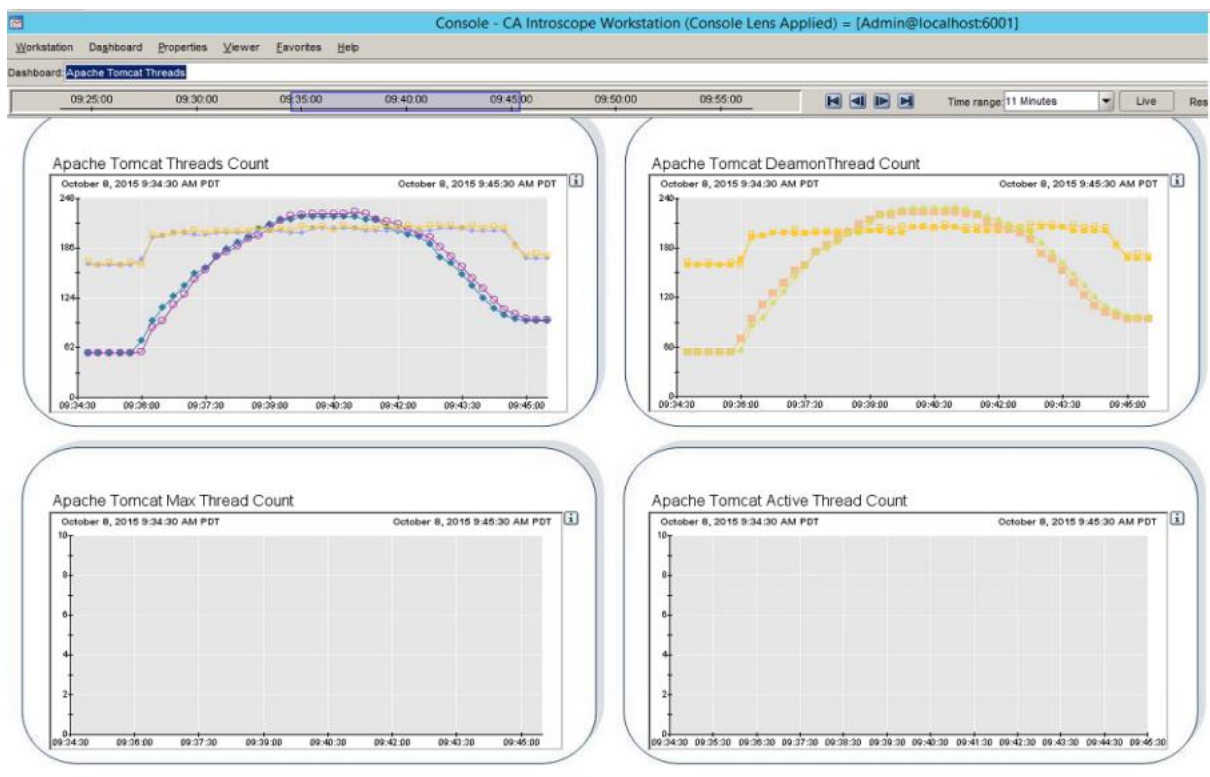 Console - CA Introscope Workstation (Console Lens Applied) = [Admin@localhost:6001]
Workstation Dashboard Properties Viewer Favorites Help
Dashboard: Apache Tomcat Threads
09:25:00 09:30:00 09:35:00 09:40:00 09:45:00 09:50:00 09:55:00 Time range: 11 Minutes Live Res
Apache Tomcat Threads Count
October 8, 2015 9:34:30 AM PDT October 8, 2015 9:45:30 AM PDT
248
186
124
62
0
09:34:30 09:36:00 09:37:30 09:39:00 09:40:30 09:42:00 09:43:30 09:45:00
Apache Tomcat DeamonThread Count
October 8, 2015 9:34:30 AM PDT October 8, 2015 9:45:30 AM PDT
240
180
120
60
0
09:34:30 09:36:00 09:37:30 09:39:00 09:40:30 09:42:00 09:43:30 09:45:00
Apache Tomcat Max Thread Count
October 8, 2015 9:34:30 AM PDT October 8, 2015 9:45:30 AM PDT
10
8
6
4
2
0
09:34:30 09:36:00 09:37:30 09:39:00 09:40:30 09:42:00 09:43:30 09:45:00
Apache Tomcat Active Thread Count
October 8, 2015 9:34:30 AM PDT October 8, 2015 9:45:30 AM PDT
10
8
6
4
2
0
09:34:30 09:35:30 09:36:30 09:37:30 09:38:30 09:39:30 09:40:30 09:41:30 09:42:30 09:43:30 09:44:30 09:45:30